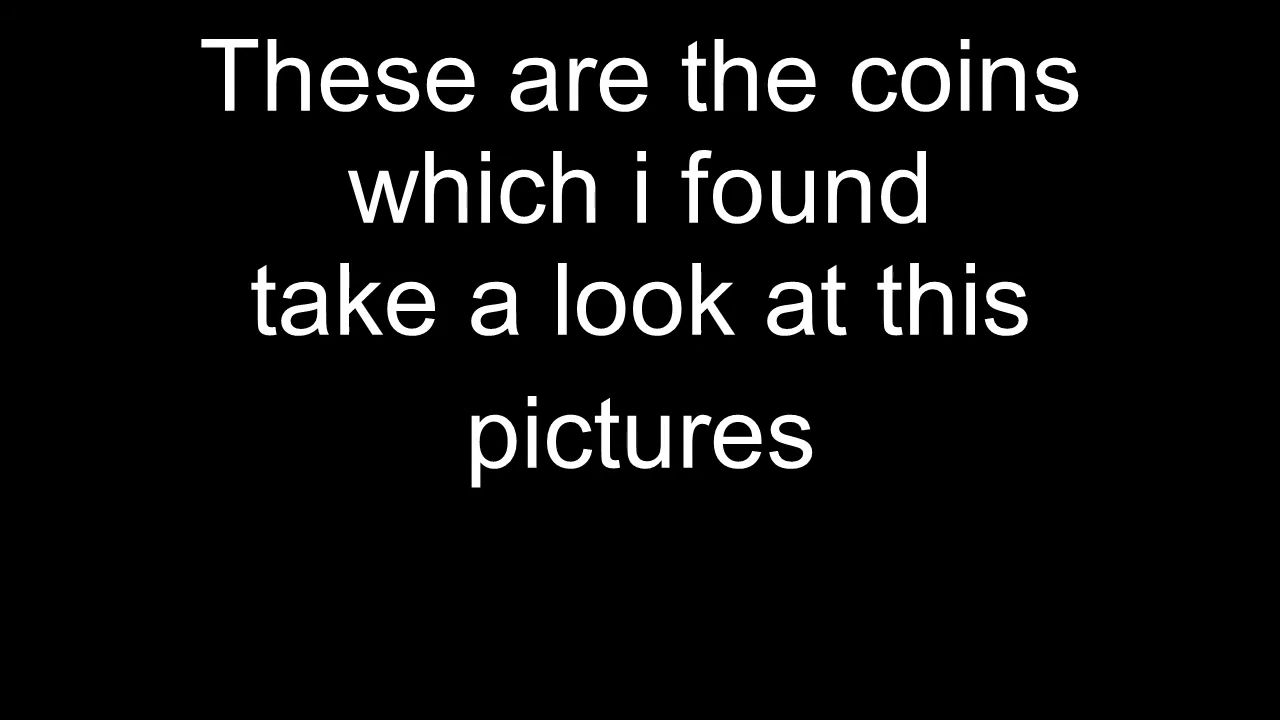 These are the coins
which i found
take a look at this
pictures